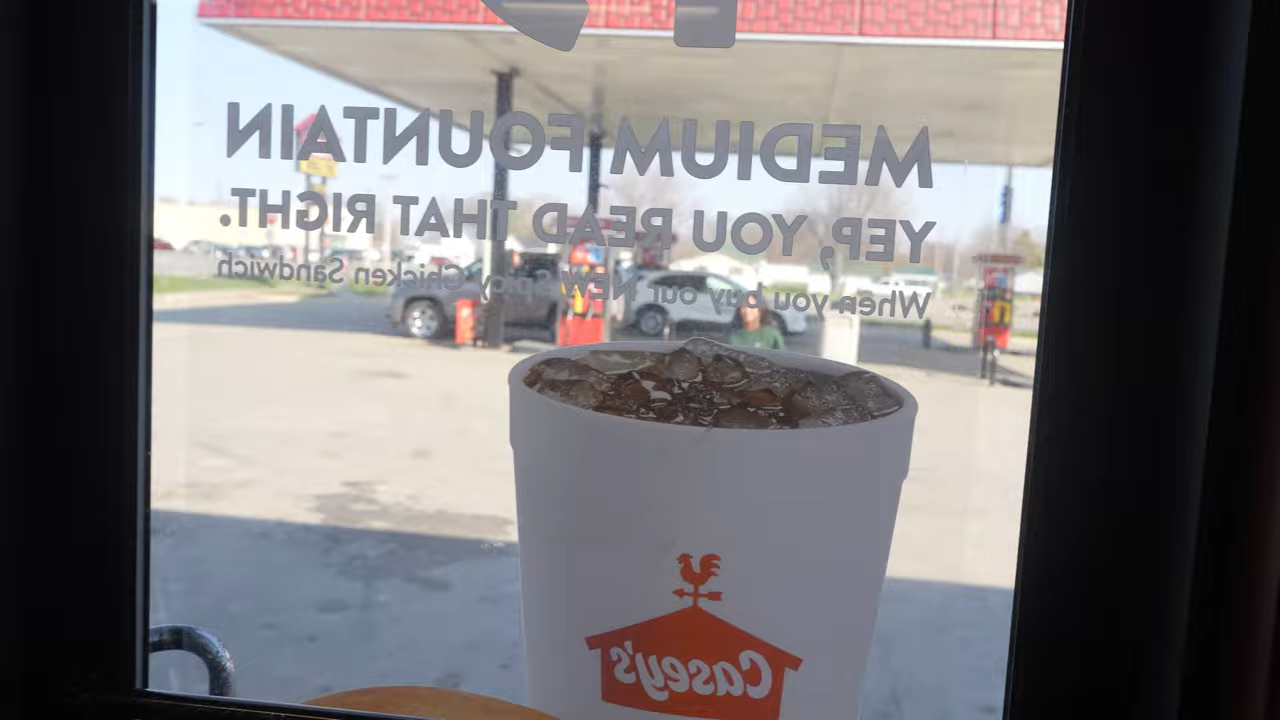 MEDIUM FOUNTAIN
YEP, YOU READ THAT RIGHT.
When you buy our NEW Spicy Chicken Sandwich
Casey's